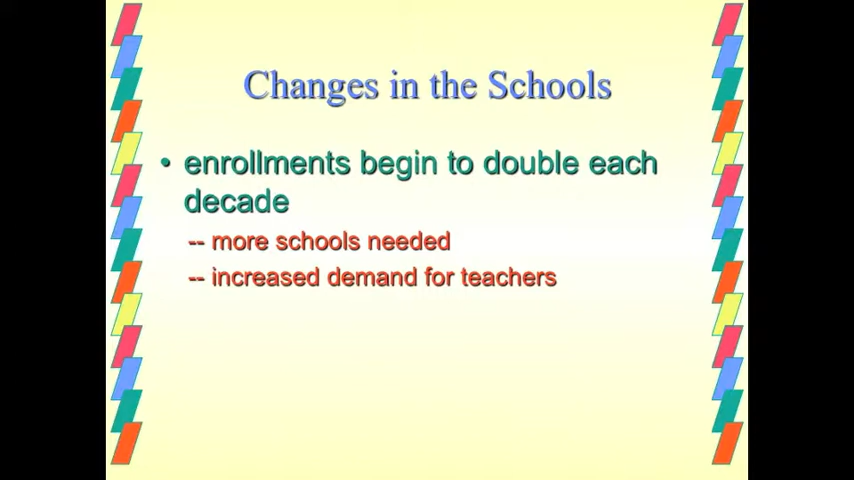 Changes in the Schools
• enrollments begin to double each
decade
-- more schools needed
-- increased demand for teachers